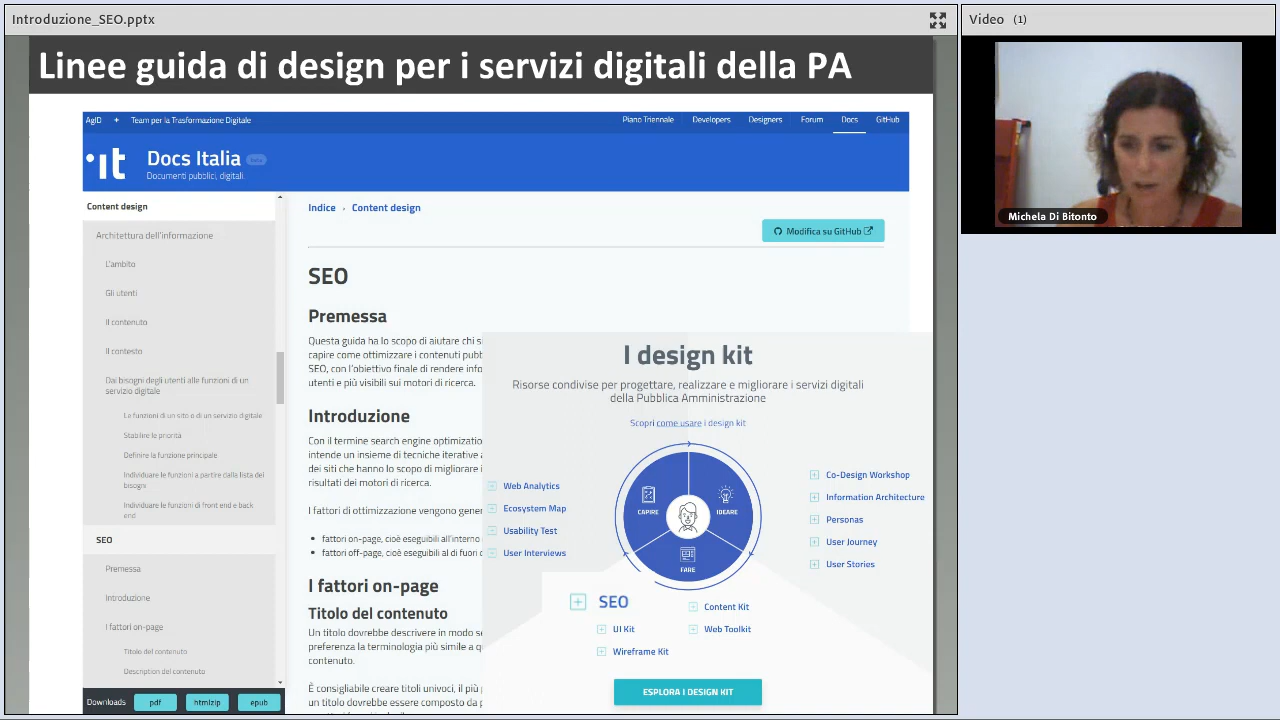 Introduzione_SEO.pptx
Video (1)
Linee guida di design per i servizi digitali della PA
Michela Di Bitonto
AgID + Team per la Trasformazione Digitale
Piano Triennale Developers Designers Forum Docs GitHub
it
Docs Italia
Documenti pubblici, digitali.
Content design
Architettura dell'informazione
L'ambito
Gli utenti
Il contenuto
Il contesto
Dai bisogni degli utenti alle funzioni di un
servizio digitale
Le funzioni di un sito o di un servizio digitale
Stabilire la priorità
Definire la funzione principale
Individuare le funzioni a partire dalla lista dei
bisogni
Individuare le funzioni di front end e back
end
SEO
Premessa
Introduzione
I fattori on-page
Titolo del contenuto
Description del contenuto
Downloads pdf htmlzip epub
Indice › Content design
Modifica su GitHub
SEO
Premessa
Questa guida ha lo scopo di aiutare chi s
capire come ottimizzare i contenuti pubb
SEO, con l'obiettivo finale di rendere infor
utenti e più visibili sui motori di ricerca.
Introduzione
Con il termine search engine optimizatio
intende un insieme di tecniche iterative a
dei siti che hanno lo scopo di migliorare i
risultati dei motori di ricerca.
I fattori di ottimizzazione vengono gener
• fattori on-page, cioè eseguibili all'interno
• fattori off-page, cioè eseguibili al di fuori d
I fattori on-page
Titolo del contenuto
Un titolo dovrebbe descrivere in modo se
preferenza la terminologia più simile a qu
contenuto.
È consigliabile creare titoli univoci, il più p
un titolo dovrebbe essere composto da p
I design kit
Risorse condivise per progettare, realizzare e migliorare i servizi digitali
della Pubblica Amministrazione
Scopri come usare i design kit
Web Analytics
Ecosystem Map
Usability Test
User Interviews
CAPIRE
IDEARE
FARE
Co-Design Workshop
Information Architecture
Personas
User Journey
User Stories
SEO
UI Kit
Wireframe Kit
Content Kit
Web Toolkit
ESPLORA I DESIGN KIT